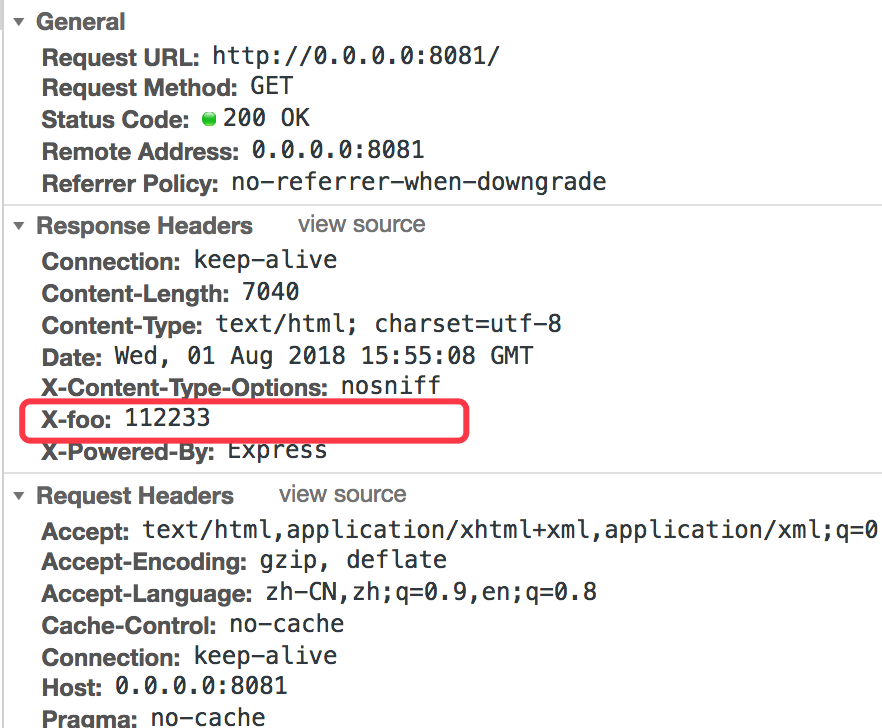 General
Request URL: http://0.0.0.0:8081/
Request Method: GET
Status Code: 200 OK
Remote Address: 0.0.0.0:8081
Referrer Policy: no-referrer-when-downgrade
Response Headers view source
Connection: keep-alive
Content-Length: 7040
Content-Type: text/html; charset=utf-8
Date: Wed, 01 Aug 2018 15:55:08 GMT
X-Content-Type-Options: nosniff
X-foo: 112233
X-Powered-By: Express
Request Headers view source
Accept: text/html,application/xhtml+xml,application/xml;q=0
Accept-Encoding: gzip, deflate
Accept-Language: zh-CN,zh;q=0.9,en;q=0.8
Cache-Control: no-cache
Connection: keep-alive
Host: 0.0.0.0:8081
Pragma: no-cache